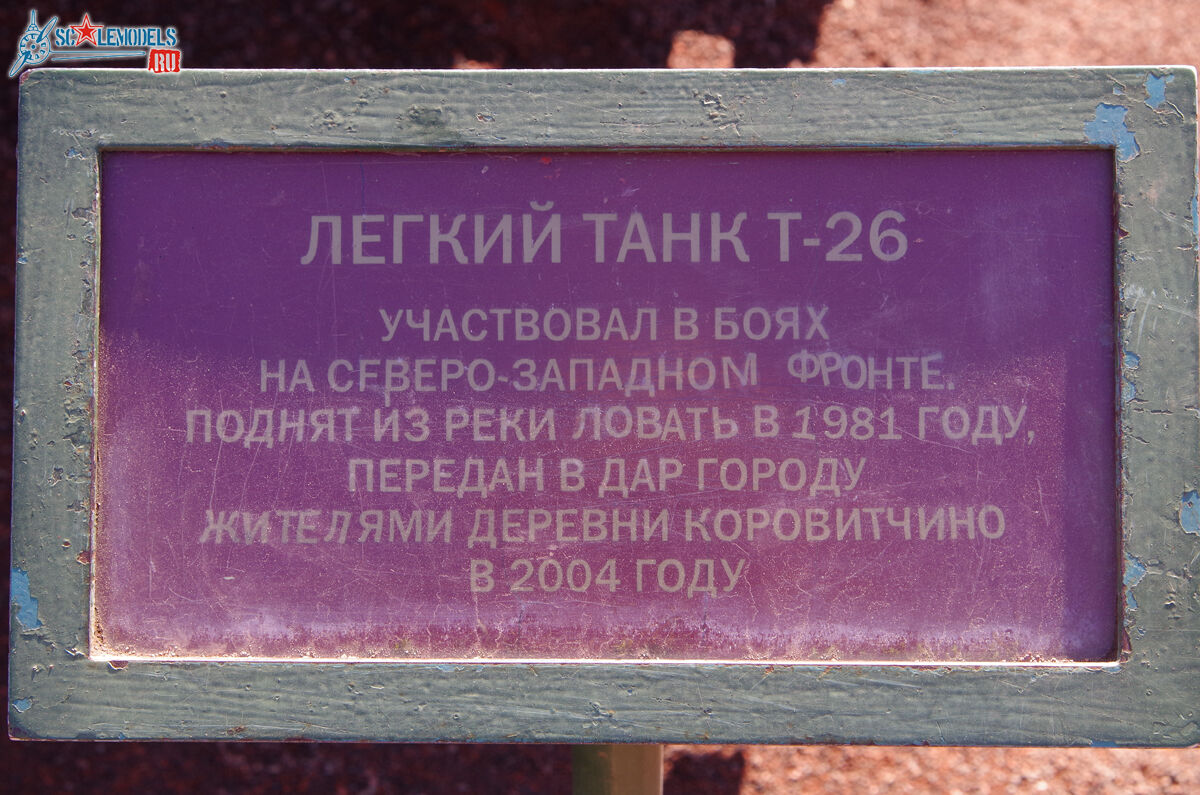 SCALEMODELS
RU
ЛЕГКИЙ ТАНК Т-26
УЧАСТВОВАЛ В БОЯХ
НА СЕВЕРО-ЗАПАДНОМ ФРОНТЕ.
ПОДНЯТ ИЗ РЕКИ ЛОВАТЬ В 1981 ГОДУ,
ПЕРЕДАН В ДАР ГОРОДУ
ЖИТЕЛЯМИ ДЕРЕВНИ КОРОВИТЧИНО
В 2004 ГОДУ